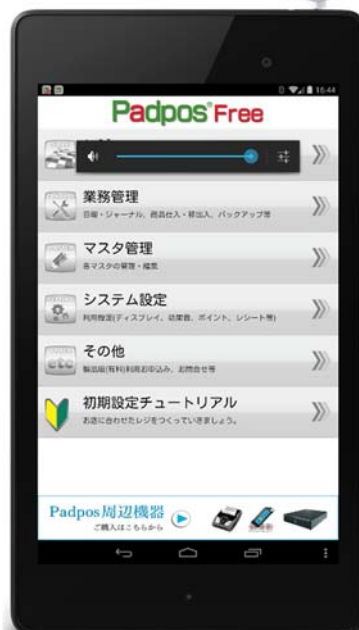 16:44
Padpos® Free
業務管理
日報・ジャーナル、商品仕入・移出入、バックアップ等
マスタ管理
各マスタの管理・編集
システム設定
利用設定(ディスプレイ、効果音、ポイント、レシート等)
その他
etc
製品版(有料)利用お申込み、お問合せ等
初期設定チュートリアル
お店に合わせたレジをつくっていきましょう。
Padpos周辺機器
ご購入はこちらから